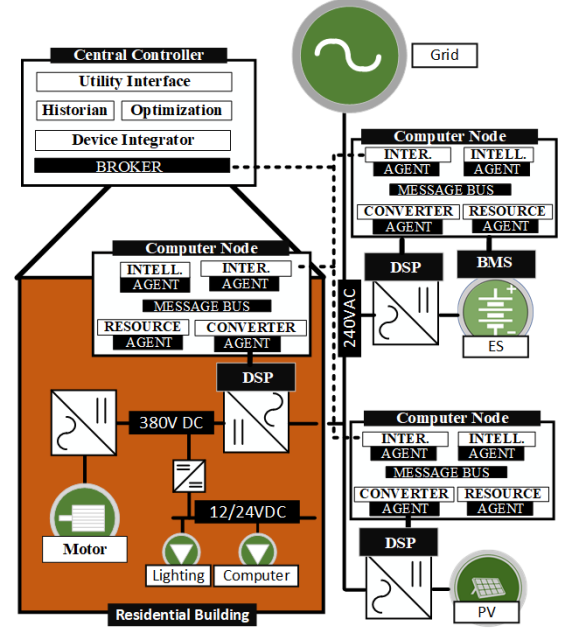 Central Controller
Utility Interface
Historian
Optimization
Device Integrator
BROKER
Grid
Computer Node
INTER.
AGENT
INTELL.
AGENT
MESSAGE BUS
CONVERTER
AGENT
RESOURCE
AGENT
DSP
BMS
240VAC
+
-
ES
Computer Node
INTELL.
AGENT
INTER.
AGENT
MESSAGE BUS
RESOURCE
AGENT
CONVERTER
AGENT
DSP
380V DC
12/24VDC
Motor
Lighting
Computer
Residential Building
Computer Node
INTER.
AGENT
INTELL.
AGENT
MESSAGE BUS
CONVERTER
AGENT
RESOURCE
AGENT
DSP
PV